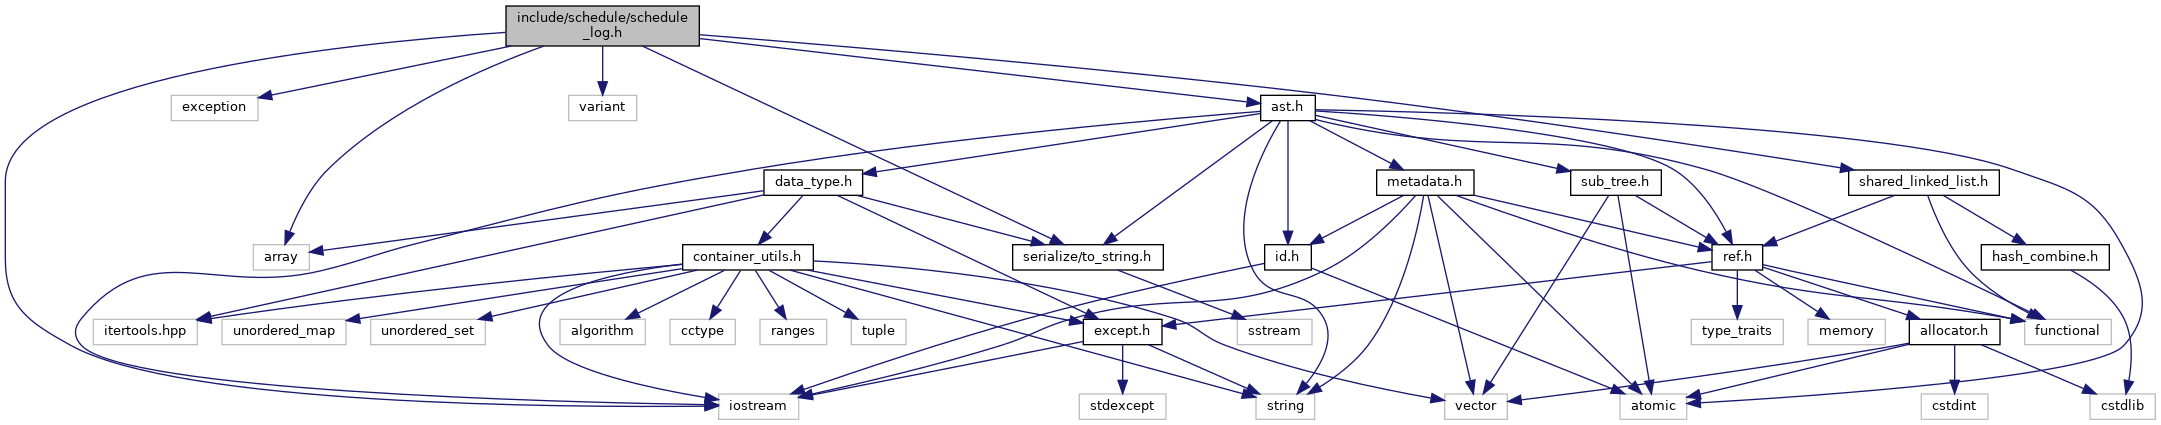 include/schedule/schedule
_log.h
exception
variant
ast.h
data_type.h
metadata.h
sub_tree.h
shared_linked_list.h
array
container_utils.h
serialize/to_string.h
id.h
ref.h
hash_combine.h
itertools.hpp
unordered_map
unordered_set
algorithm
cctype
ranges
tuple
except.h
sstream
type_traits
memory
allocator.h
functional
iostream
stdexcept
string
vector
atomic
cstdint
cstdlib